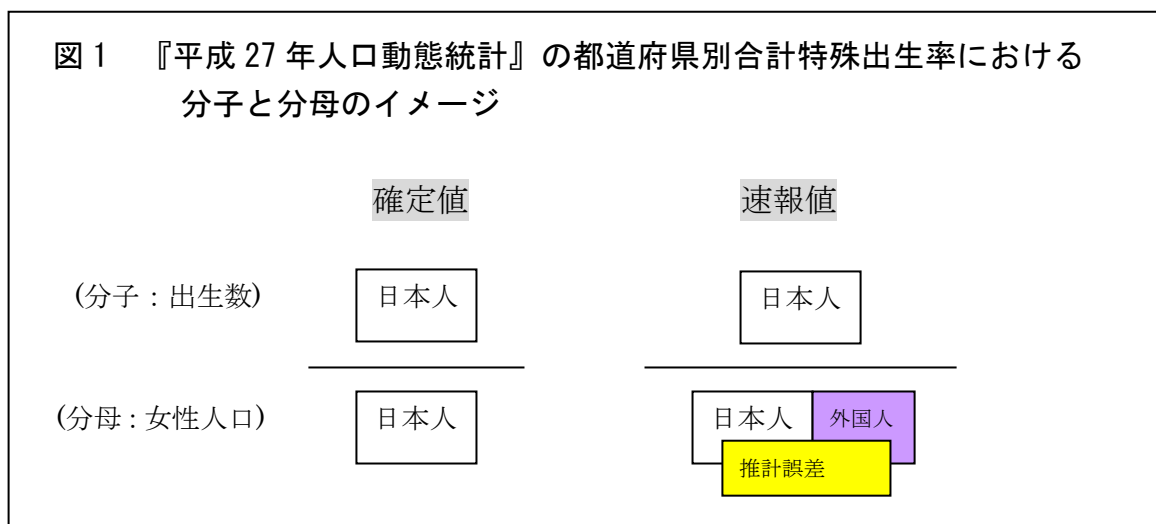 図1 『平成27年人口動態統計』の都道府県別合計特殊出生率における
分子と分母のイメージ
確定値 速報値
(分子：出生数) 日本人 日本人
(分母：女性人口) 日本人 日本人 外国人
推計誤差